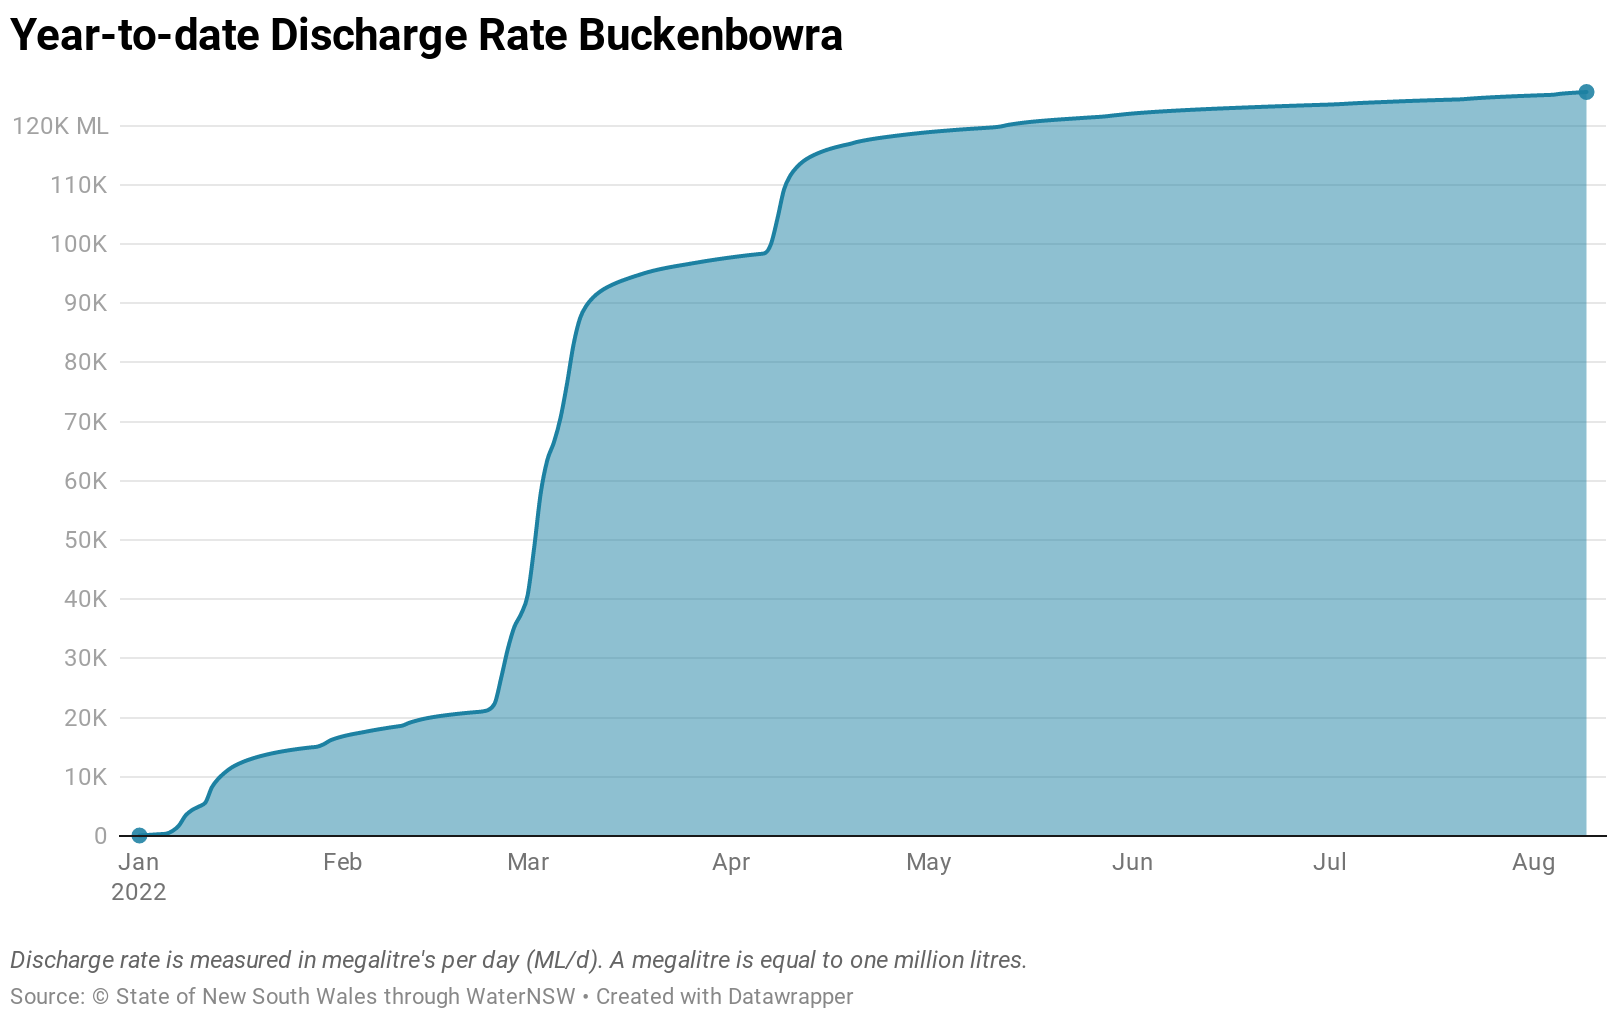 Year-to-date Discharge Rate Buckenbowra
120K ML
110K
100K
90K
80K
70K
60K
50K
40K
30K
20K
10K
0
Jan Feb Mar Apr May Jun Jul Aug
2022
Discharge rate is measured in megalitre's per day (ML/d). A megalitre is equal to one million litres.
Source: © State of New South Wales through WaterNSW • Created with Datawrapper